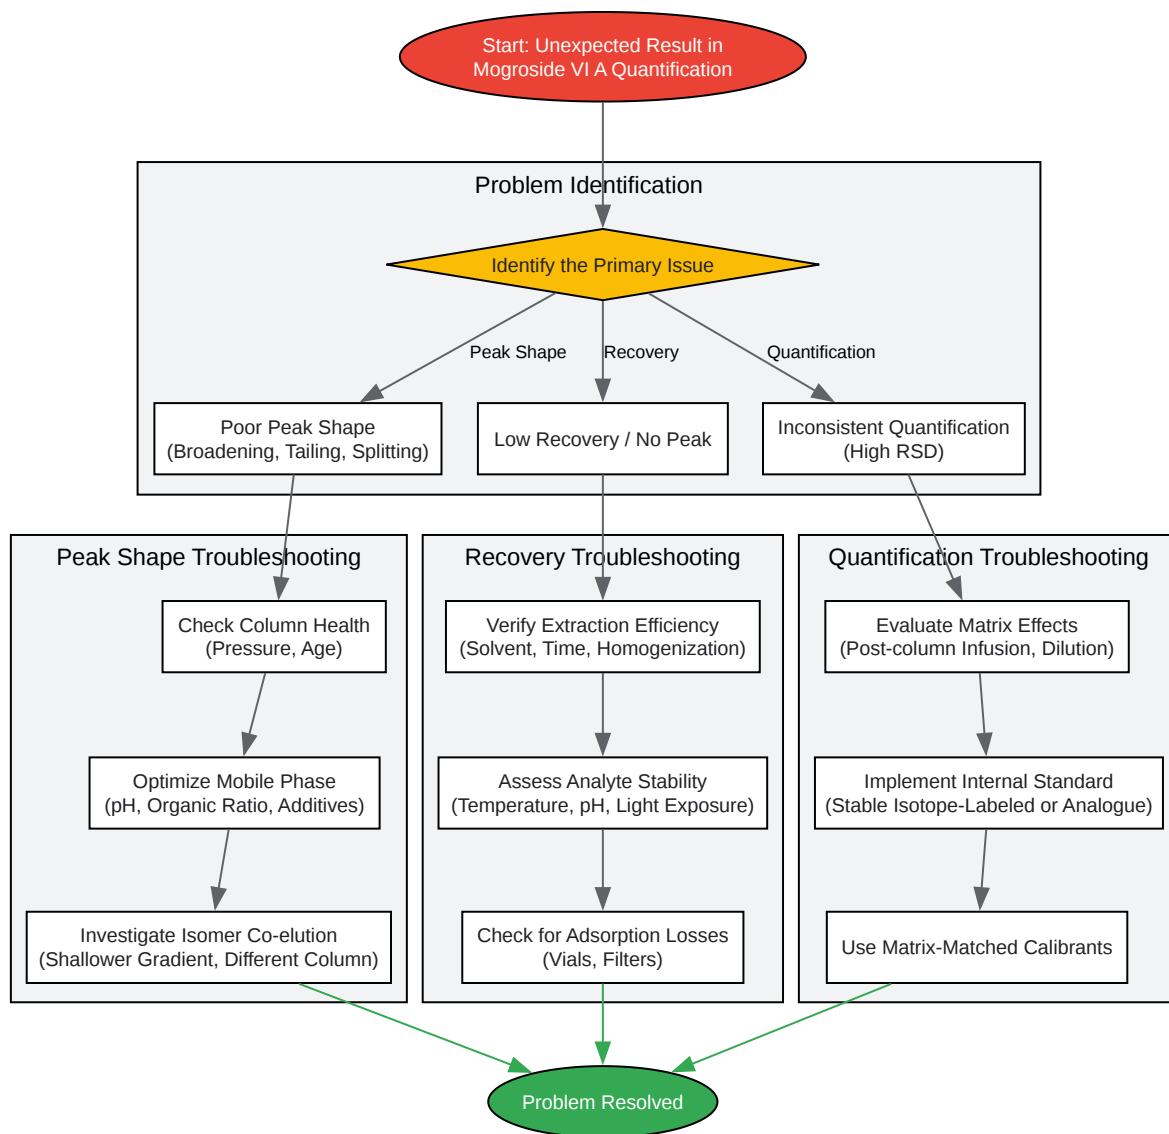 Start: Unexpected Result in
Mogroside VI A Quantification
Problem Identification
Identify the Primary Issue
Peak Shape
Recovery
Quantification
Poor Peak Shape
(Broadening, Tailing, Splitting)
Low Recovery / No Peak
Inconsistent Quantification
(High RSD)
Peak Shape Troubleshooting
Check Column Health
(Pressure, Age)
Optimize Mobile Phase
(pH, Organic Ratio, Additives)
Investigate Isomer Co-elution
(Shallower Gradient, Different Column)
Recovery Troubleshooting
Verify Extraction Efficiency
(Solvent, Time, Homogenization)
Assess Analyte Stability
(Temperature, pH, Light Exposure)
Check for Adsorption Losses
(Vials, Filters)
Quantification Troubleshooting
Evaluate Matrix Effects
(Post-column Infusion, Dilution)
Implement Internal Standard
(Stable Isotope-Labeled or Analogue)
Use Matrix-Matched Calibrants
Problem Resolved